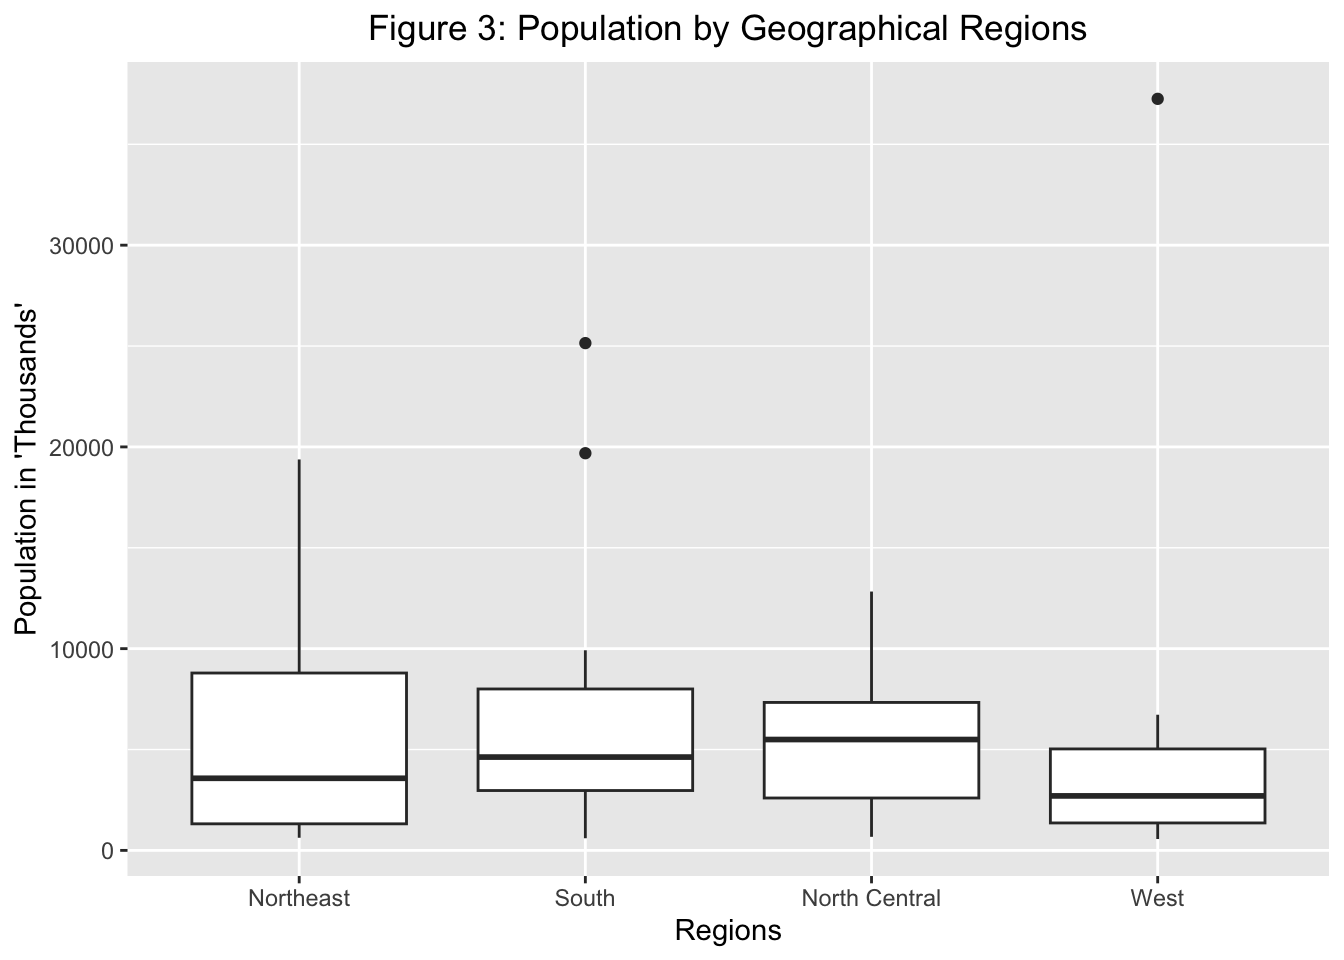 Figure 3: Population by Geographical Regions
Population in 'Thousands'
30000
20000
10000
0
Northeast South North Central West
Regions